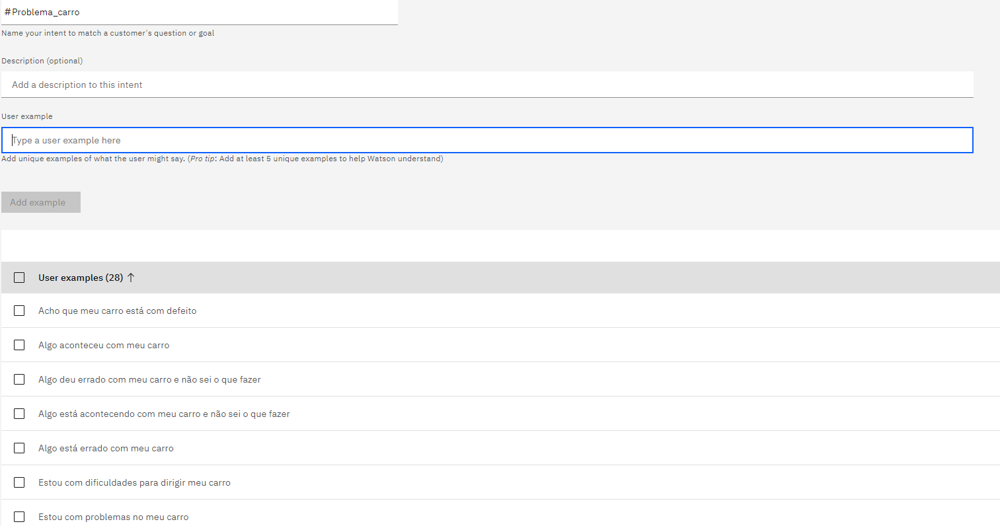 #Problema_carro
Name your intent to match a customer's question or goal
Description (optional)
Add a description to this intent
User example
Type a user example here
Add unique examples of what the user might say. (Pro tip: Add at least 5 unique examples to help Watson understand)
Add example
User examples (28) ↑
Acho que meu carro está com defeito
Algo aconteceu com meu carro
Algo deu errado com meu carro e não sei o que fazer
Algo está acontecendo com meu carro e não sei o que fazer
Algo está errado com meu carro
Estou com dificuldades para dirigir meu carro
Estou com problemas no meu carro